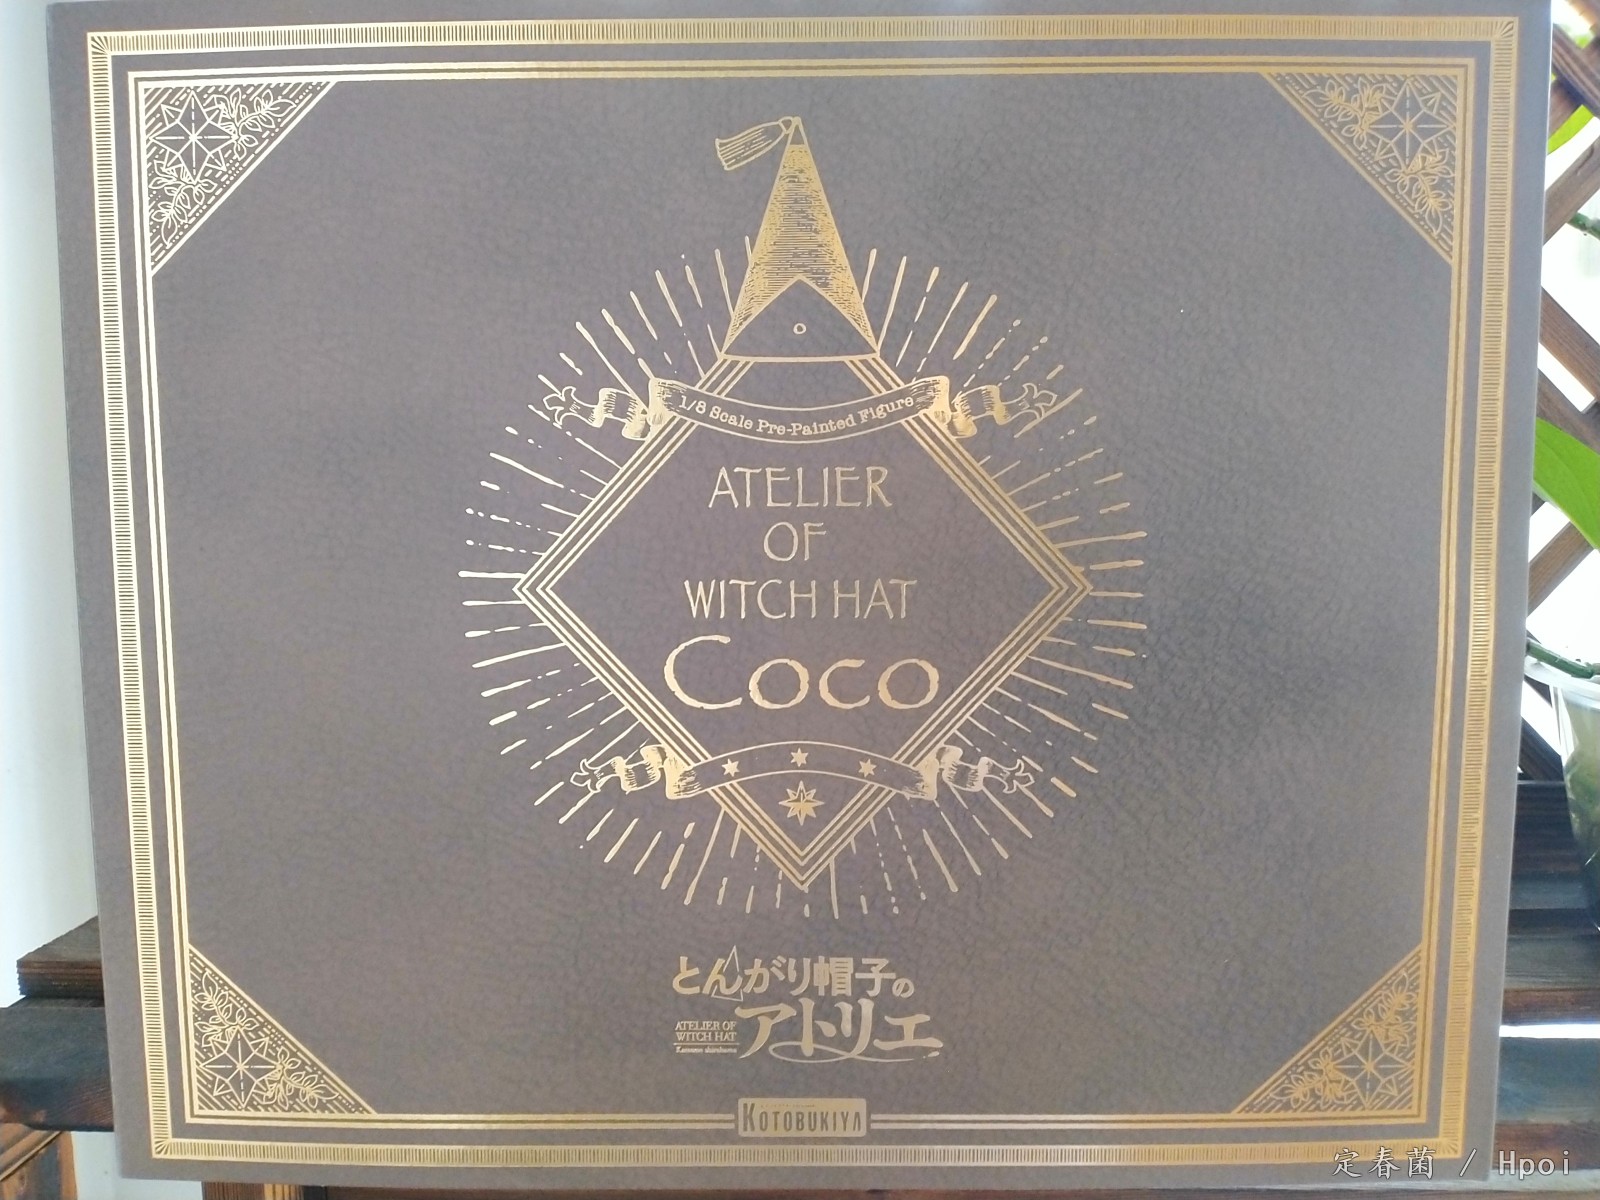 1/8 Scale Pre-Painted Figure
ATELIER
OF
WITCH HAT
Coco
とんがり帽子の
アトリエ
ATELIER OF
WITCH HAT
KOTOBUKIYA
定春菌 / Hpoi